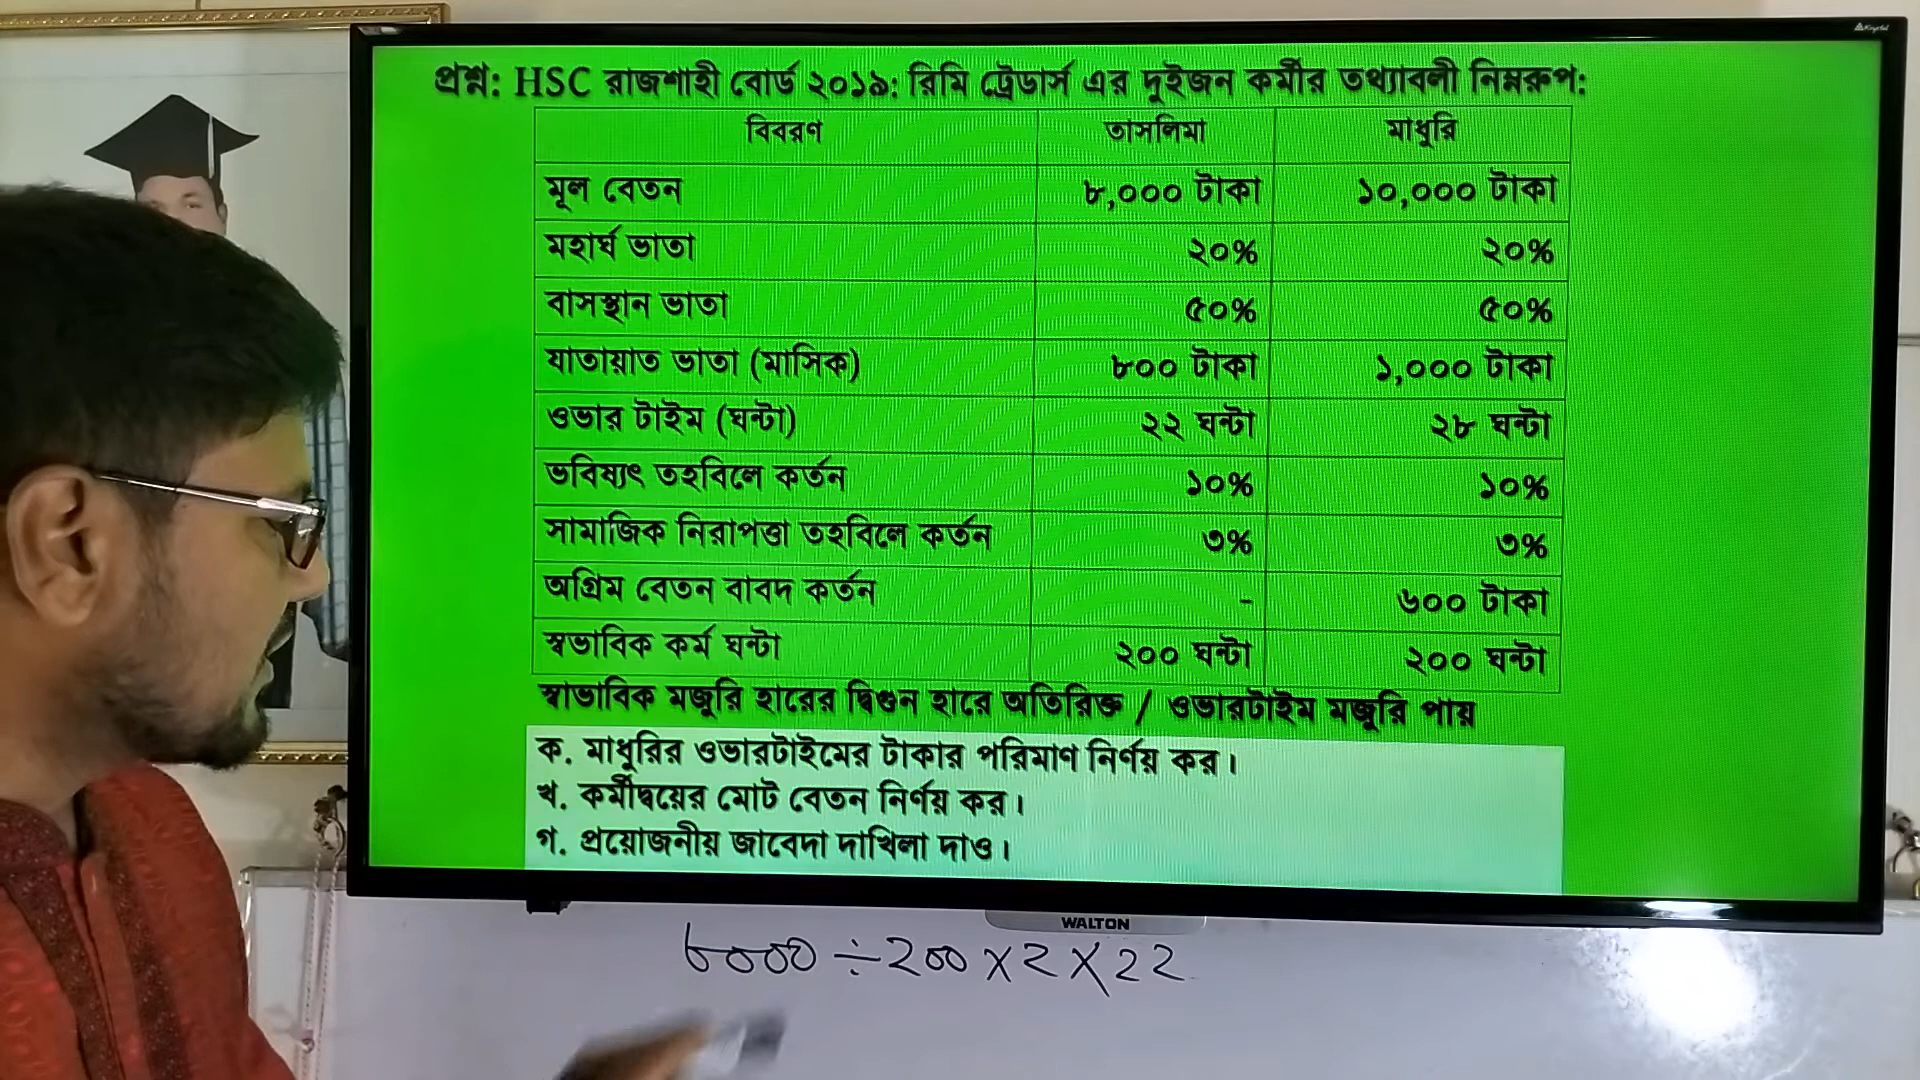 প্রশ্ন: HSC রাজশাহী বোর্ড ২০১৯: রিমি ট্রেডার্স এর দুইজন কর্মীর তথ্যাবলী নিম্নরুপ:
বিবরণ তাসলিমা মাধুরি
মূল বেতন ৮,০০০ টাকা ১০,০০০ টাকা
মহার্ঘ ভাতা ২০% ২০%
বাসস্থান ভাতা ৫০% ৫০%
যাতায়াত ভাতা (মাসিক) ৮০০ টাকা ১,০০০ টাকা
ওভার টাইম (ঘন্টা) ২২ ঘন্টা ২৮ ঘন্টা
ভবিষ্যৎ তহবিলে কর্তন ১০% ১০%
সামাজিক নিরাপত্তা তহবিলে কর্তন ৩% ৩%
অগ্রিম বেতন বাবদ কর্তন - ৬০০ টাকা
স্বভাবিক কর্ম ঘন্টা ২০০ ঘন্টা ২০০ ঘন্টা
স্বাভাবিক মজুরি হারের দ্বিগুন হারে অতিরিক্ত / ওভারটাইম মজুরি পায়
ক. মাধুরির ওভারটাইমের টাকার পরিমাণ নির্ণয় কর।
খ. কর্মীদ্বয়ের মোট বেতন নির্ণয় কর।
গ. প্রয়োজনীয় জাবেদা দাখিলা দাও।
WALTON
৮০০০ ÷ ২০০ × ২ × ২২